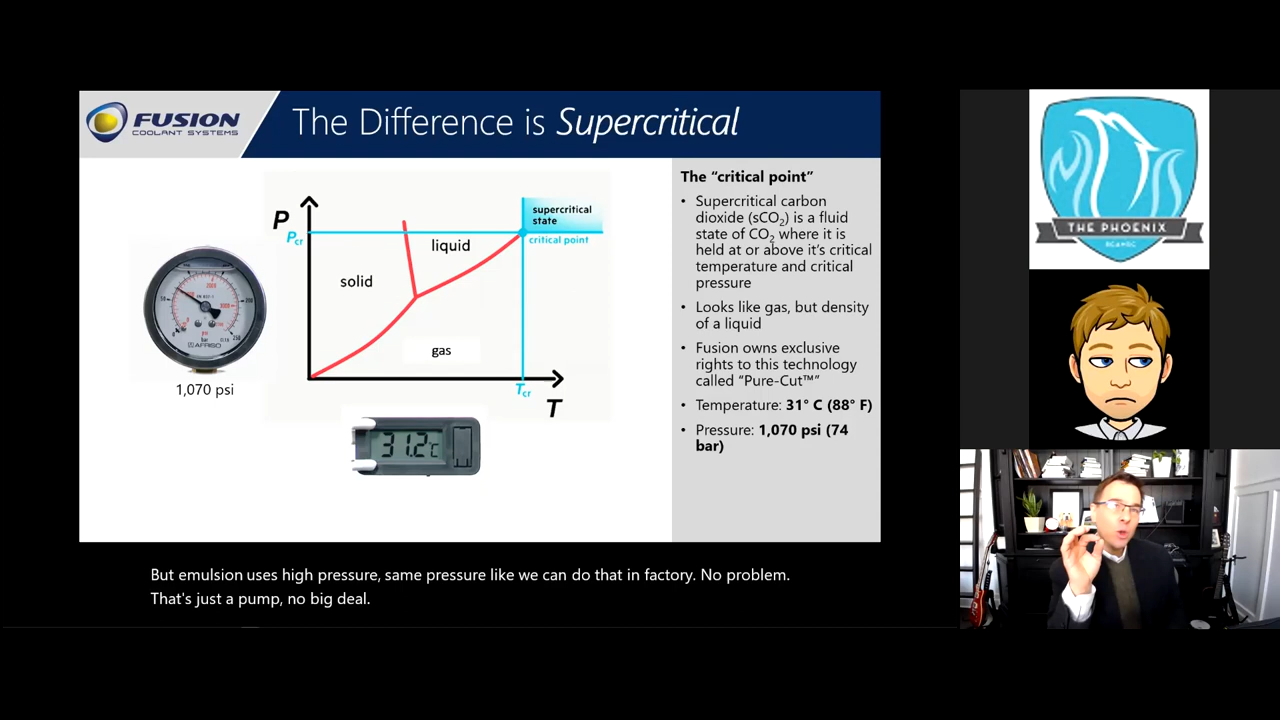 FUSION
COOLANT SYSTEMS
The Difference is Supercritical
P
Pcr
supercritical
state
critical point
liquid
solid
gas
Tcr
T
1,070 psi
AFRISO
31.2°C
The "critical point"
• Supercritical carbon
dioxide (sCO2) is a fluid
state of CO2 where it is
held at or above it's critical
temperature and critical
pressure
• Looks like gas, but density
of a liquid
• Fusion owns exclusive
rights to this technology
called "Pure-Cut™"
• Temperature: 31° C (88° F)
• Pressure: 1,070 psi (74
bar)
THE PHOENIX
But emulsion uses high pressure, same pressure like we can do that in factory. No problem.
That's just a pump, no big deal.